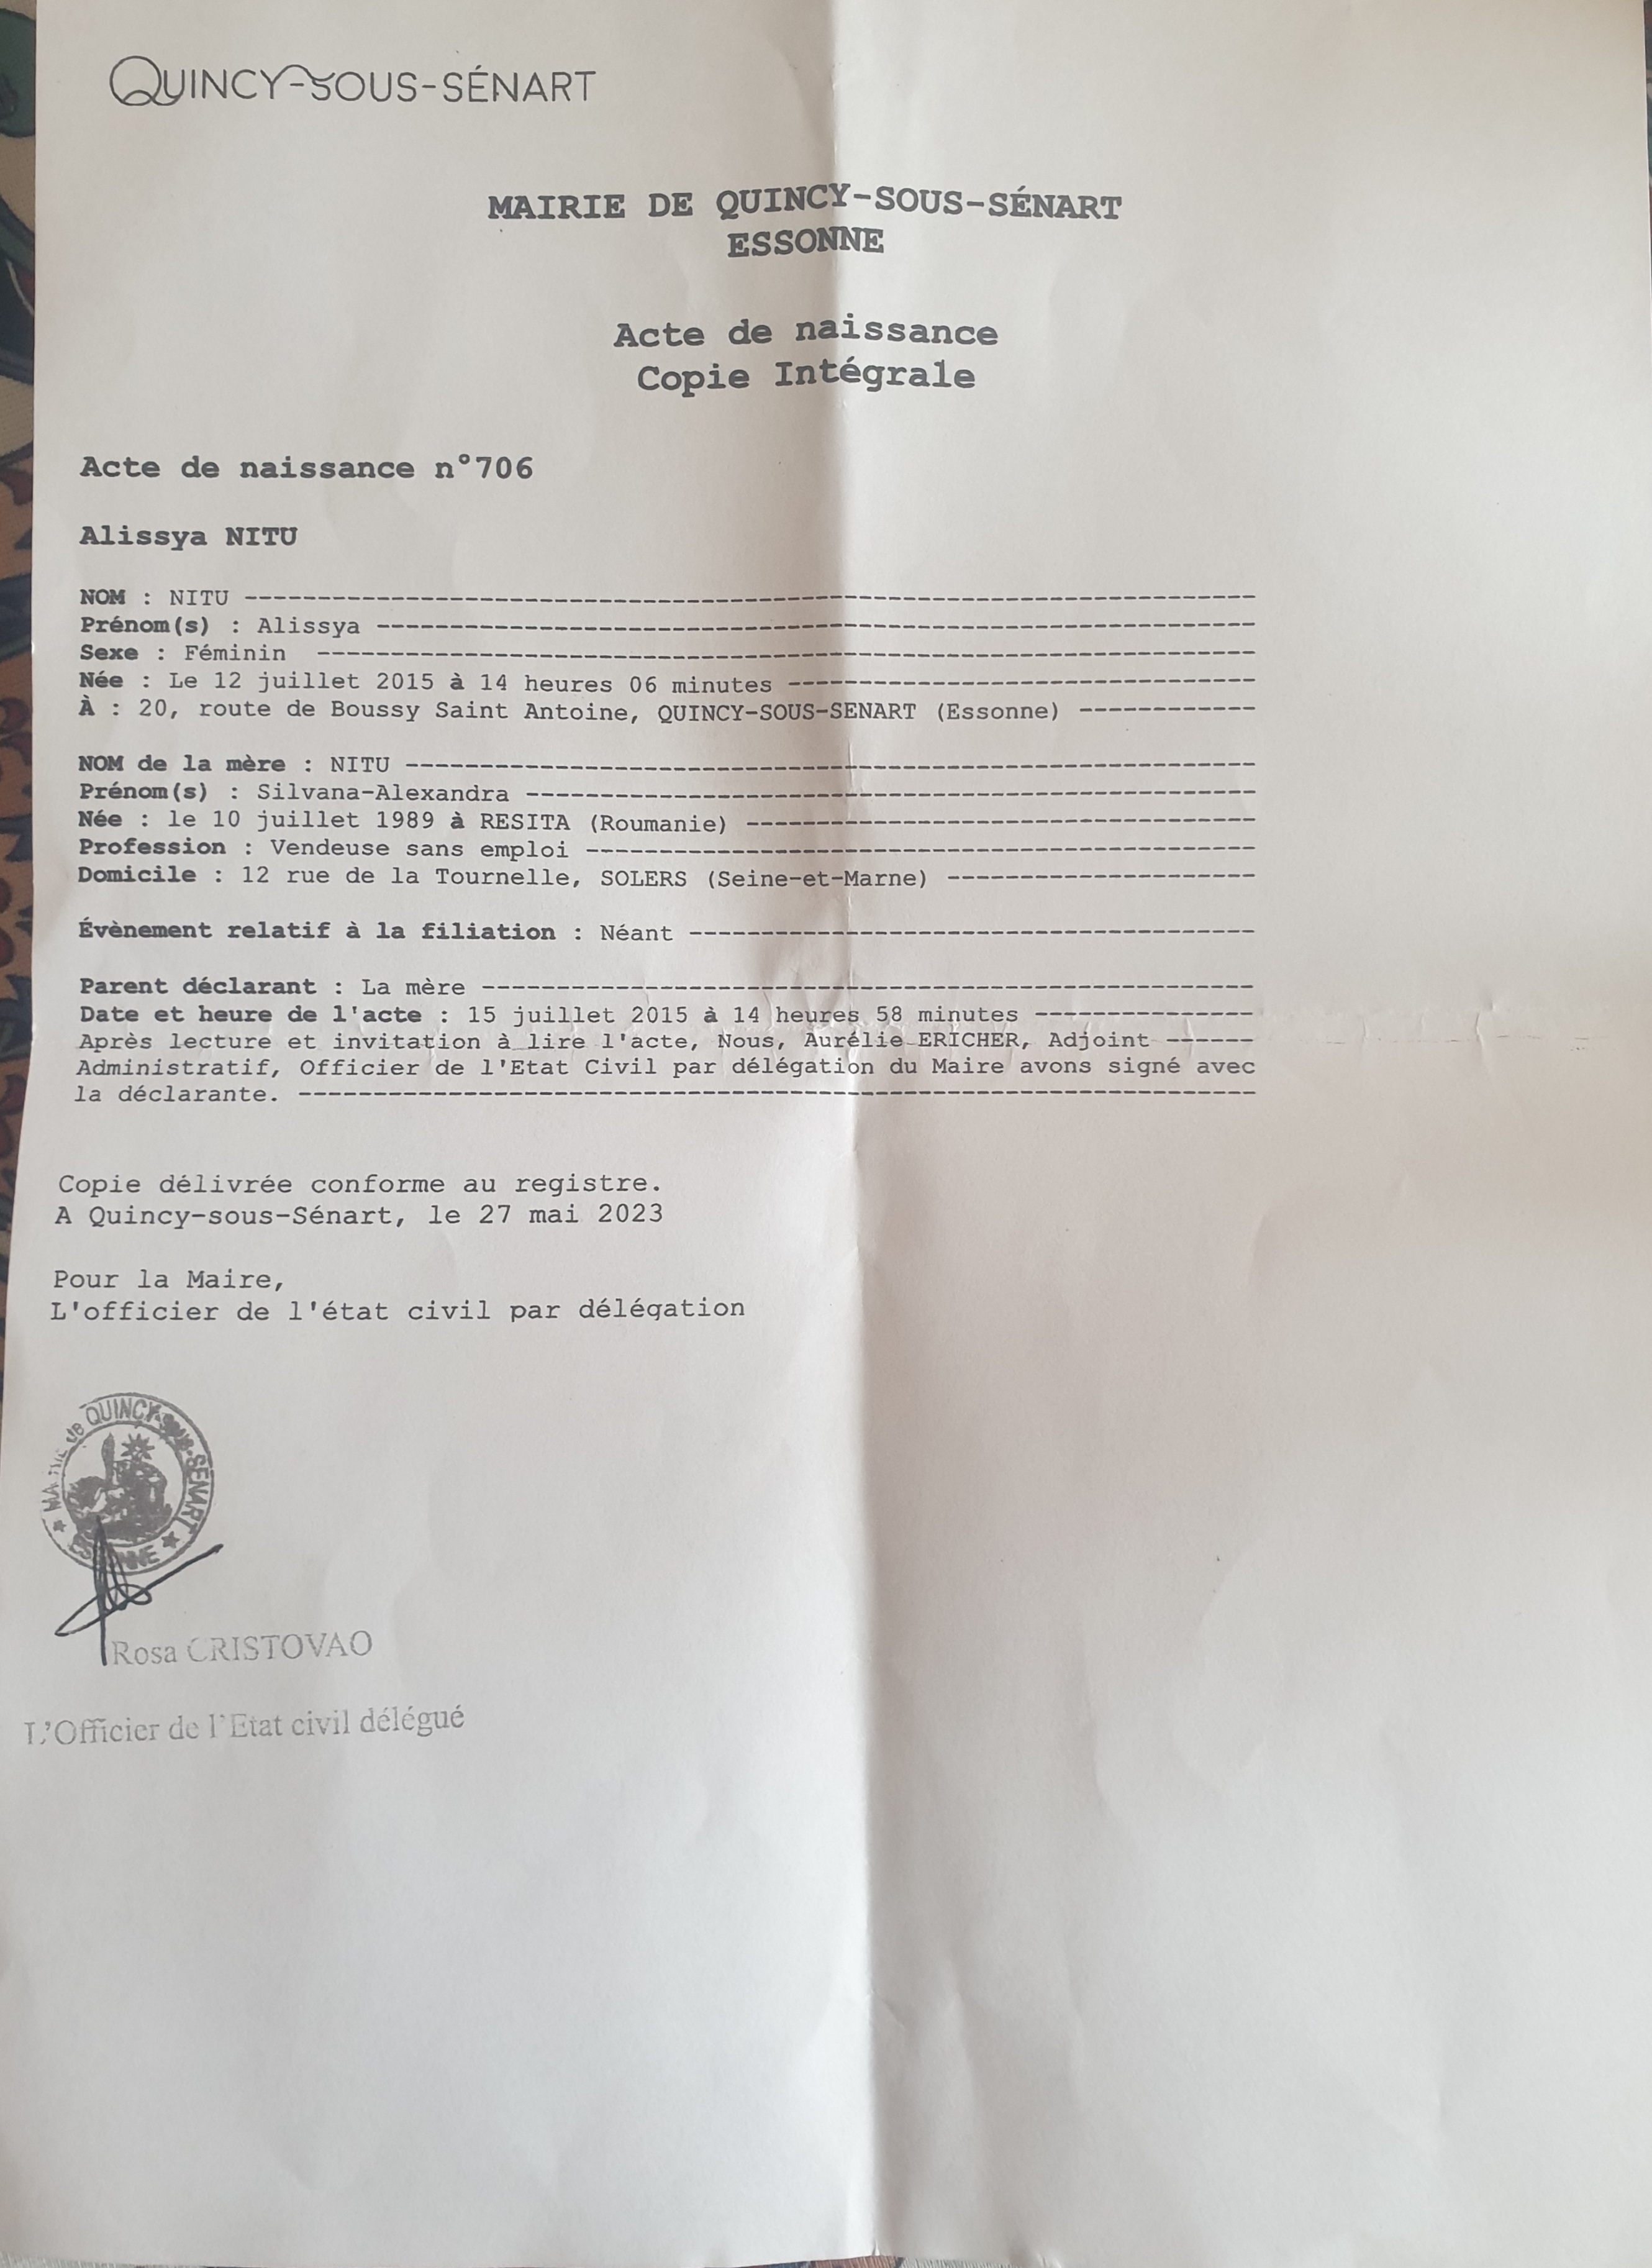 QUINCY-SOUS-SÉNART
MAIRIE DE QUINCY-SOUS-SÉNART
ESSONNE
Acte de naissance
Copie Intégrale
Acte de naissance n°706
Alissya NITU
NOM : NITU
Prénom(s) : Alissya
Sexe : Féminin
Née : Le 12 juillet 2015 à 14 heures 06 minutes
À : 20, route de Boussy Saint Antoine, QUINCY-SOUS-SENART (Essonne)
NOM de la mère : NITU
Prénom(s) : Silvana-Alexandra
Née : le 10 juillet 1989 à RESITA (Roumanie)
Profession : Vendeuse sans emploi
Domicile : 12 rue de la Tournelle, SOLERS (Seine-et-Marne)
Évènement relatif à la filiation : Néant
Parent déclarant : La mère
Date et heure de l'acte : 15 juillet 2015 à 14 heures 58 minutes
Après lecture et invitation à lire l'acte, Nous, Aurélie ERICHER, Adjoint
Administratif, Officier de l'Etat Civil par délégation du Maire avons signé avec
la déclarante.
Copie délivrée conforme au registre.
A Quincy-sous-Sénart, le 27 mai 2023
Pour la Maire,
L'officier de l'état civil par délégation
MAIRIE DE QUINCY-SOUS-SENART
ESSONNE
Rosa CRISTOVAO
L'Officier de l'Etat civil délégué